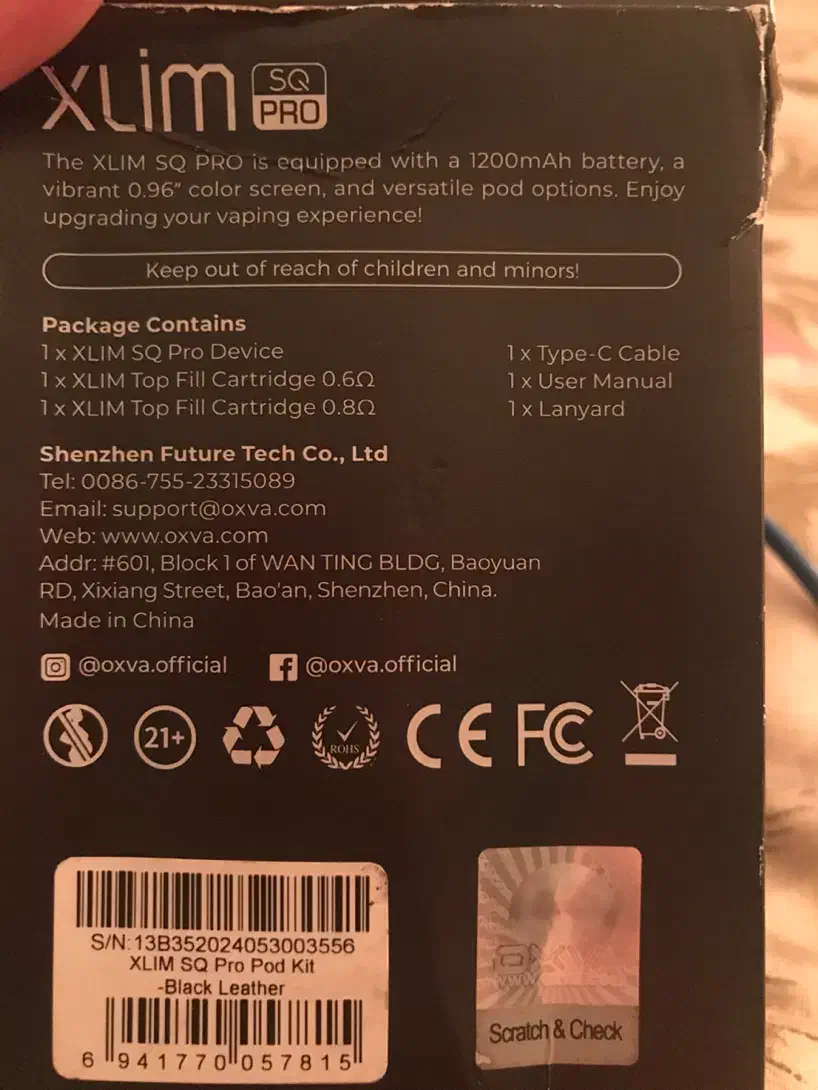 XLIM SQ PRO
The XLIM SQ PRO is equipped with a 1200mAh battery, a
vibrant 0.96” color screen, and versatile pod options. Enjoy
upgrading your vaping experience!
Keep out of reach of children and minors!
Package Contains
1 x XLIM SQ Pro Device
1 x XLIM Top Fill Cartridge 0.6Ω
1 x XLIM Top Fill Cartridge 0.8Ω
1 x Type-C Cable
1 x User Manual
1 x Lanyard
Shenzhen Future Tech Co., Ltd
Tel: 0086-755-23315089
Email: support@oxva.com
Web: www.oxva.com
Addr: #601, Block 1 of WAN TING BLDG, Baoyuan
RD, Xixiang Street, Bao'an, Shenzhen, China.
Made in China
@oxva.official @oxva.official
21+ ROHS CE FC
S/N:13B352024053003556
XLIM SQ Pro Pod Kit
-Black Leather
6 941770 057815
Scratch & Check